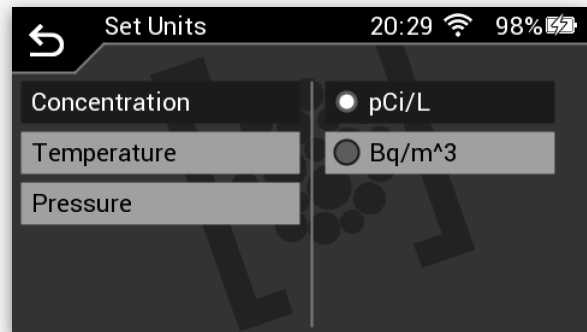 Set Units 20:29 98%
Concentration
Temperature
Pressure
pCi/L
Bq/m^3